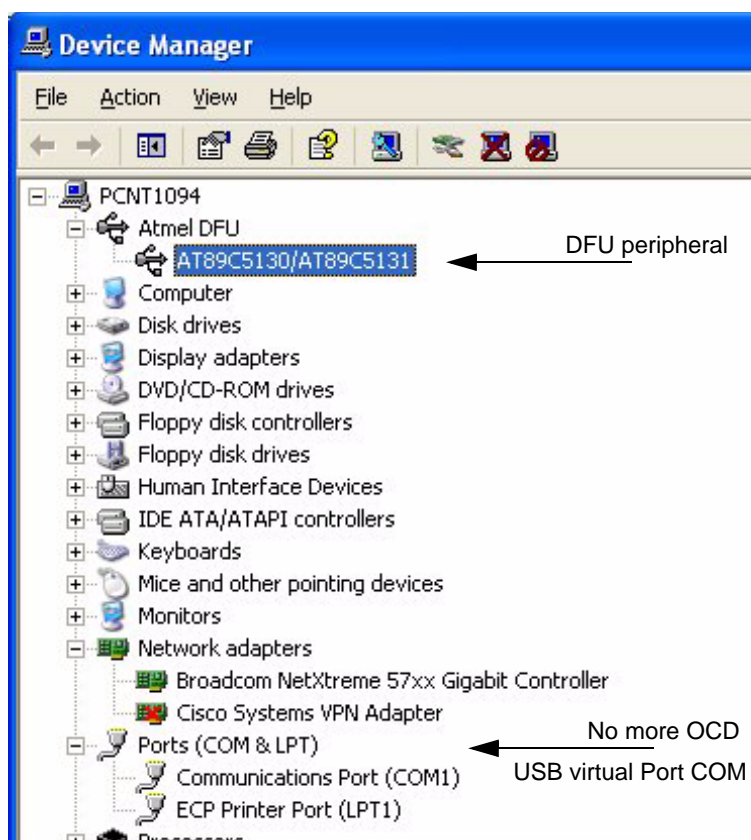 Device Manager
File Action View Help
PCNT1094
Atmel DFU
AT89C5130/AT89C5131
DFU peripheral
Computer
Disk drives
Display adapters
DVD/CD-ROM drives
Floppy disk controllers
Floppy disk drives
Human Interface Devices
IDE ATA/ATAPI controllers
Keyboards
Mice and other pointing devices
Monitors
Network adapters
Broadcom NetXtreme 57xx Gigabit Controller
Cisco Systems VPN Adapter
Ports (COM & LPT)
No more OCD
USB virtual Port COM
Communications Port (COM1)
ECP Printer Port (LPT1)
Processors